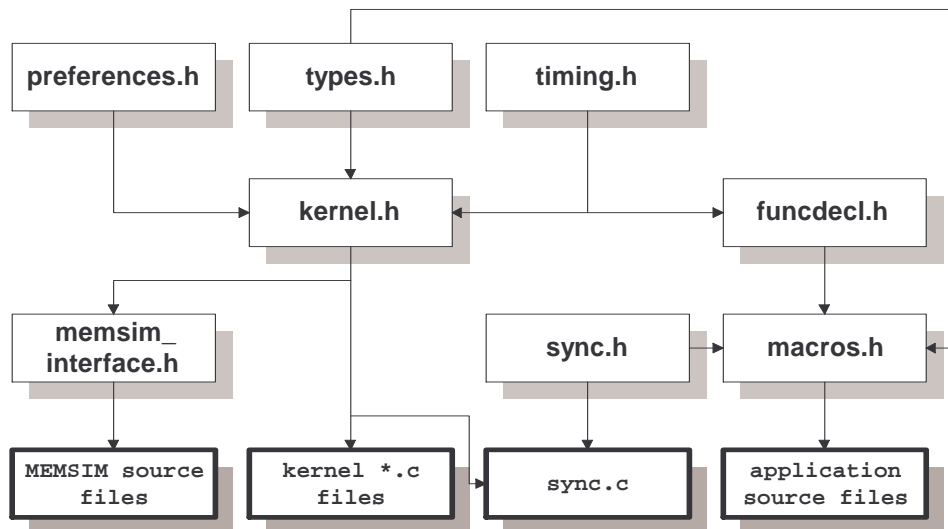 preferences.h
types.h
timing.h
kernel.h
funcdecl.h
memsim_
interface.h
sync.h
macros.h
MEMSIM source
files
kernel *.c
files
sync.c
application
source files